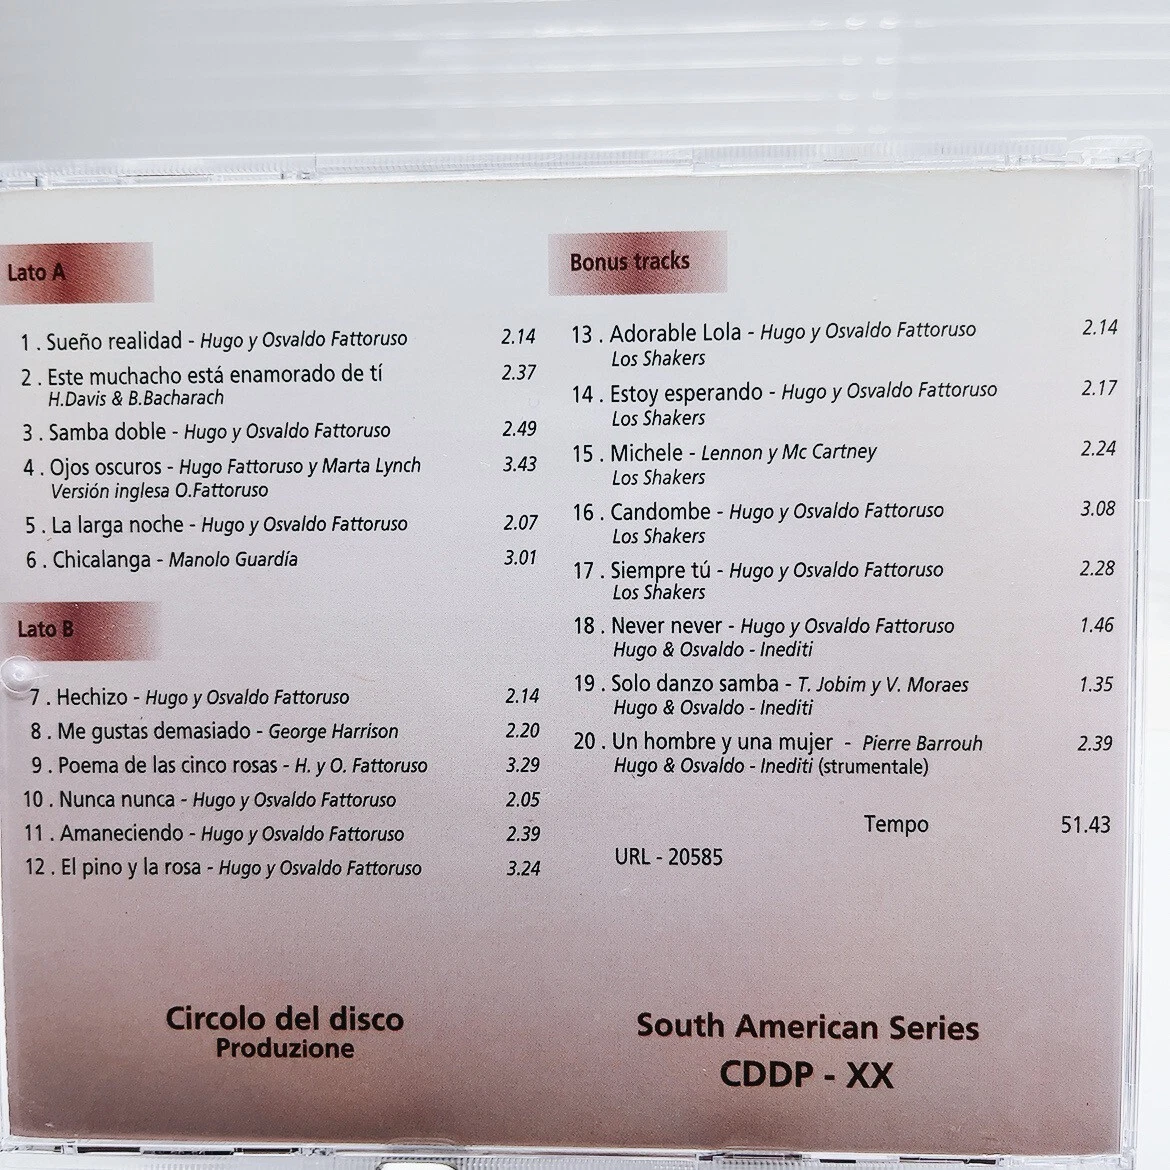 Lato A
1 . Sueño realidad - Hugo y Osvaldo Fattoruso 2.14
2 . Este muchacho está enamorado de tí 2.37
H.Davis & B.Bacharach
3 . Samba doble - Hugo y Osvaldo Fattoruso 2.49
4 . Ojos oscuros - Hugo Fattoruso y Marta Lynch 3.43
Versión inglesa O.Fattoruso
5 . La larga noche - Hugo y Osvaldo Fattoruso 2.07
6 . Chicalanga - Manolo Guardía 3.01
Lato B
7 . Hechizo - Hugo y Osvaldo Fattoruso 2.14
8 . Me gustas demasiado - George Harrison 2.20
9 . Poema de las cinco rosas - H. y O. Fattoruso 3.29
10 . Nunca nunca - Hugo y Osvaldo Fattoruso 2.05
11 . Amaneciendo - Hugo y Osvaldo Fattoruso 2.39
12 . El pino y la rosa - Hugo y Osvaldo Fattoruso 3.24
Circolo del disco
Produzione
Bonus tracks
13 . Adorable Lola - Hugo y Osvaldo Fattoruso 2.14
Los Shakers
14 . Estoy esperando - Hugo y Osvaldo Fattoruso 2.17
Los Shakers
15 . Michele - Lennon y Mc Cartney 2.24
Los Shakers
16 . Candombe - Hugo y Osvaldo Fattoruso 3.08
Los Shakers
17 . Siempre tú - Hugo y Osvaldo Fattoruso 2.28
Los Shakers
18 . Never never - Hugo y Osvaldo Fattoruso 1.46
Hugo & Osvaldo - Inediti
19 . Solo danzo samba - T. Jobim y V. Moraes 1.35
Hugo & Osvaldo - Inediti
20 . Un hombre y una mujer - Pierre Barrouh 2.39
Hugo & Osvaldo - Inediti (strumentale)
Tempo 51.43
URL - 20585
South American Series
CDDP - XX